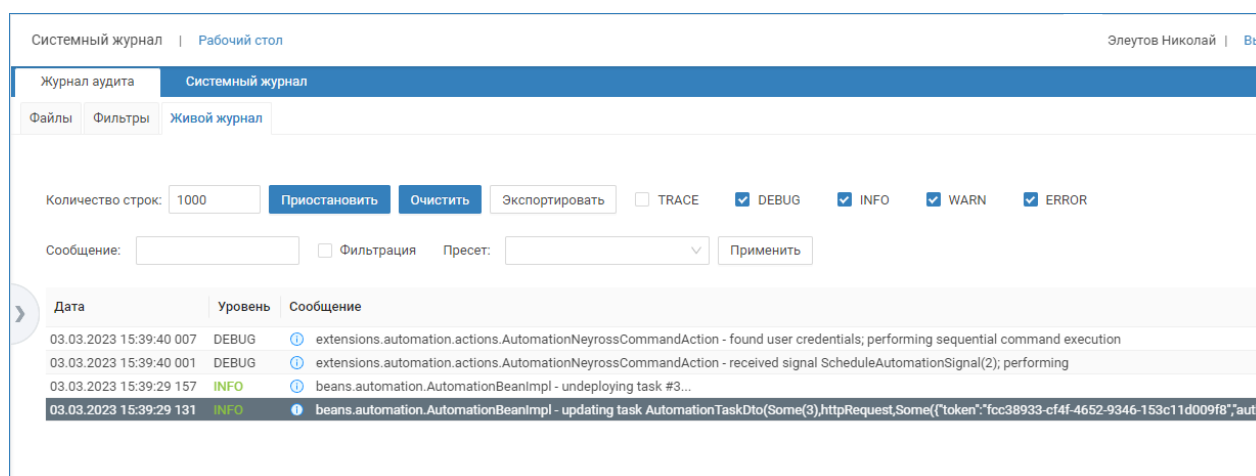 Системный журнал | Рабочий стол Элеутов Николай | Вы
Журнал аудита Системный журнал
Файлы Фильтры Живой журнал
Количество строк: 1000 Приостановить Очистить Экспортировать TRACE DEBUG INFO WARN ERROR
Сообщение: Фильтрация Пресет: Применить
Дата Уровень Сообщение
03.03.2023 15:39:40 007 DEBUG extensions.automation.actions.AutomationNeyrossCommandAction - found user credentials; performing sequential command execution
03.03.2023 15:39:40 001 DEBUG extensions.automation.actions.AutomationNeyrossCommandAction - received signal ScheduleAutomationSignal(2); performing
03.03.2023 15:39:29 157 INFO beans.automation.AutomationBeanImpl - undeploying task #3...
03.03.2023 15:39:29 131 INFO beans.automation.AutomationBeanImpl - updating task AutomationTaskDto(Some(3),httpRequest,Some({"token":"fcc38933-cf4f-4652-9346-153c11d009f8","aut